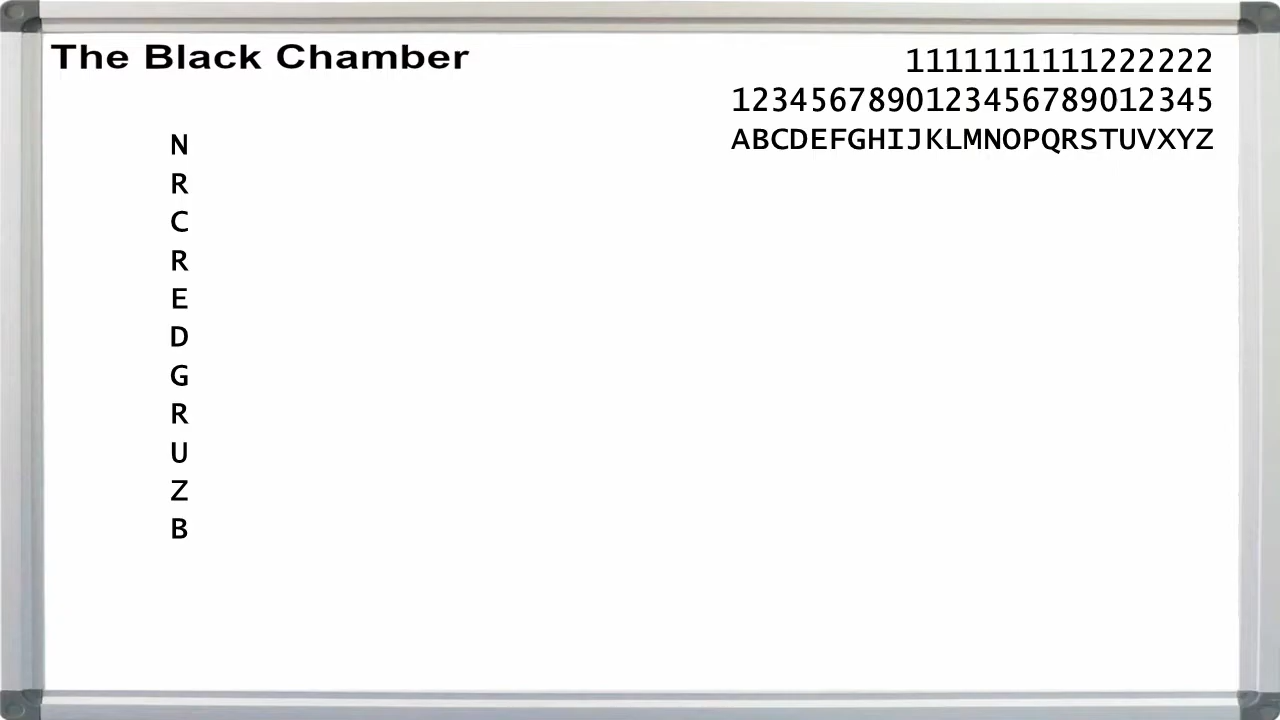 The Black Chamber
1111111111222222
1234567890123456789012345
ABCDEFGHIJKLMNOPQRSTUVXYZ
N
R
C
R
E
D
G
R
U
Z
B